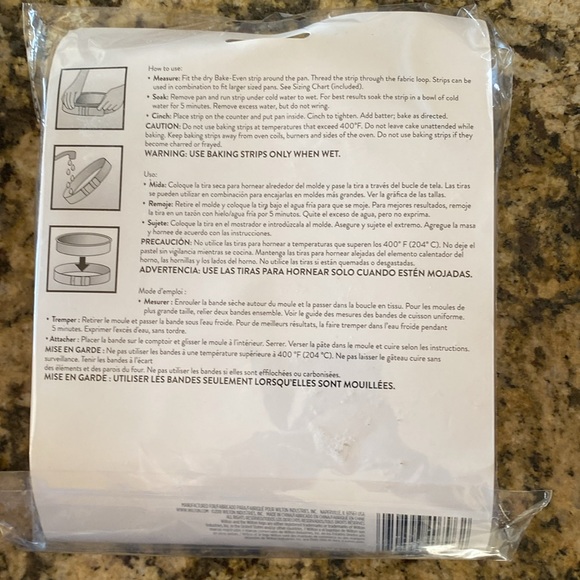 How to use:
• Measure: Fit the dry Bake-Even strip around the pan. Thread the strip through the fabric loop. Strips can be
used in combination to fit larger sized pans. See Sizing Chart (included).
• Soak: Remove pan and run strip under cold water to wet. For best results soak the strip in a bowl of cold
water for 5 minutes. Remove excess water, but do not wring.
• Cinch: Place strip on the counter and put pan inside. Cinch to tighten. Add batter; bake as directed.
CAUTION: Do not use baking strips at temperatures that exceed 400°F. Do not leave cake unattended while
baking. Keep baking strips away from oven coils, burners and sides of the oven. Do not use baking strips if they
become charred or frayed.
WARNING: USE BAKING STRIPS ONLY WHEN WET.
Uso:
• Mida: Coloque la tira seca para hornear alrededor del molde y pase la tira a través del bucle de tela. Las tiras
se pueden utilizar en combinación para encajarlas en moldes más grandes. Ver la gráfica de las tallas.
• Remoje: Retire el molde y coloque la tira bajo el agua fría para que se moje. Para mejores resultados, remoje
la tira en un tazón con hielo/agua fría por 5 minutos. Quite el exceso de agua, pero no exprima.
• Sujete: Coloque la tira en el mostrador e introdúzcala al molde. Asegure y sujete el extremo. Agregue la masa
y hornee de acuerdo con las instrucciones.
PRECAUCIÓN: No utilice las tiras para hornear a temperaturas que superen los 400° F (204° C). No deje el
pastel sin vigilancia mientras se cocina. Mantenga las tiras para hornear alejadas del elemento calentador del
horno, las hornillas y los lados del horno. No utilice las tiras si están quemadas o desgastadas.
ADVERTENCIA: USE LAS TIRAS PARA HORNEAR SOLO CUANDO ESTÉN MOJADAS.
Mode d'emploi :
• Mesurer : Enrouler la bande sèche autour du moule et la passer dans la boucle en tissu. Pour les moules de
plus grande taille, relier deux bandes ensemble. Voir le guide des mesures des bandes de cuisson uniforme.
• Tremper : Retirer le moule et passer la bande sous l'eau froide. Pour de meilleurs résultats, la faire tremper dans l'eau froide pendant
5 minutes. Exprimer l'excés d'eau, sans tordre.
• Attacher : Placer la bande sur le comptoir et glisser le moule à l'intérieur. Serrer. Verser la pâte dans le moule et cuire selon les instructions.
MISE EN GARDE : Ne pas utiliser les bandes à une température supérieure à 400 °F (204 °C). Ne pas laisser le gâteau cuire sans
surveillance. Tenir les bandes à l'écart
des éléments et des parois du four. Ne pas utiliser les bandes si elles sont effilochées ou carbonisées.
MISE EN GARDE : UTILISER LES BANDES SEULEMENT LORSQU'ELLES SONT MOUILLÉES.